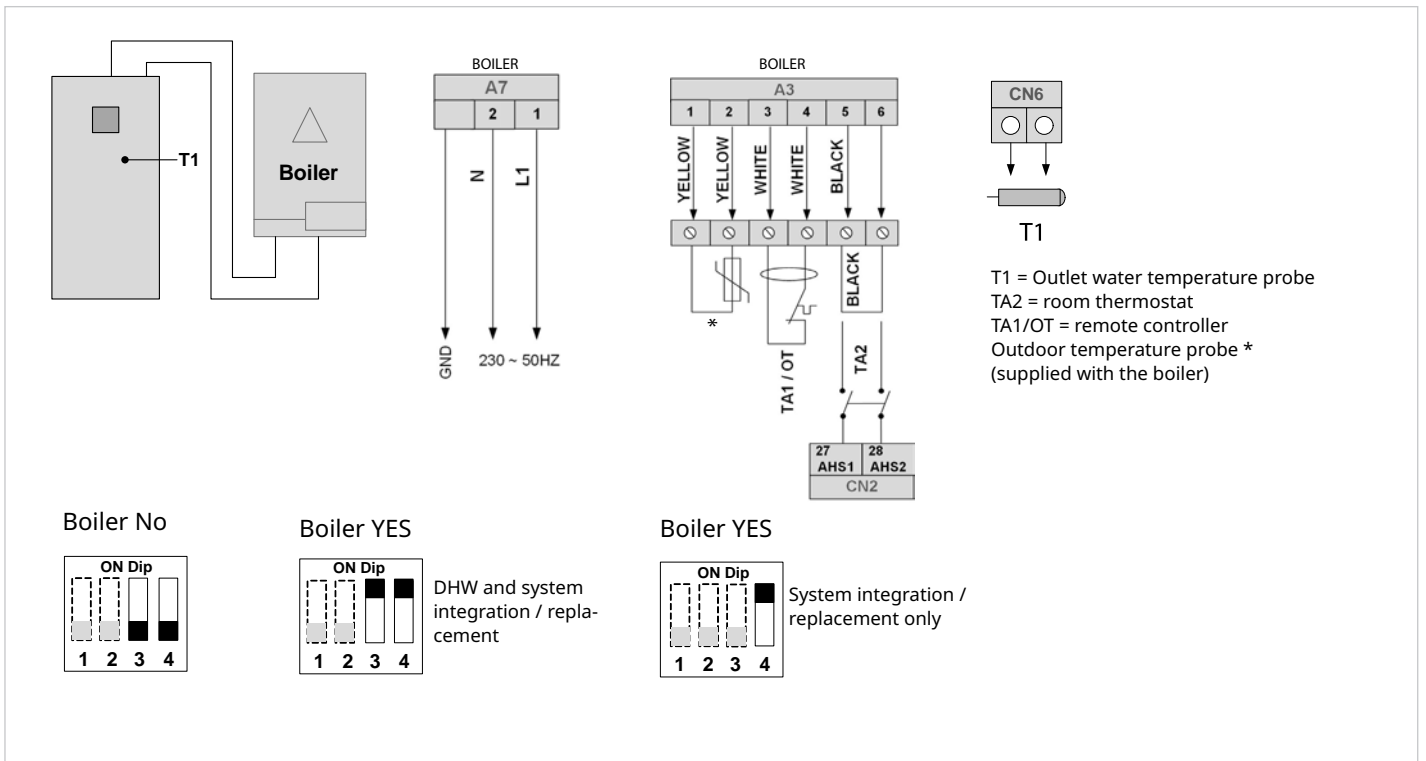 T1
Boiler
BOILER
A7
2 1
N
L1
GND
230 ~ 50HZ
BOILER
A3
1 2 3 4 5 6
YELLOW
YELLOW
WHITE
WHITE
BLACK
*
TA1 / OT
BLACK
TA2
27 28
AHS1 AHS2
CN2
CN6
T1
T1 = Outlet water temperature probe
TA2 = room thermostat
TA1/OT = remote controller
Outdoor temperature probe *
(supplied with the boiler)
Boiler No
ON Dip
1 2 3 4
Boiler YES
ON Dip
1 2 3 4
DHW and system
integration / repla-
cement
Boiler YES
ON Dip
1 2 3 4
System integration /
replacement only